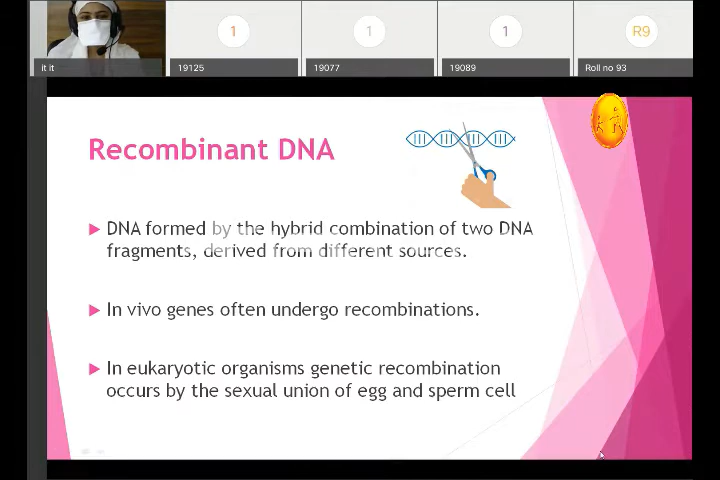 1
1
1
R9
it it
19125
19077
19089
Roll no 93
Recombinant DNA
DNA formed by the hybrid combination of two DNA
fragments, derived from different sources.
In vivo genes often undergo recombinations.
In eukaryotic organisms genetic recombination
occurs by the sexual union of egg and sperm cell